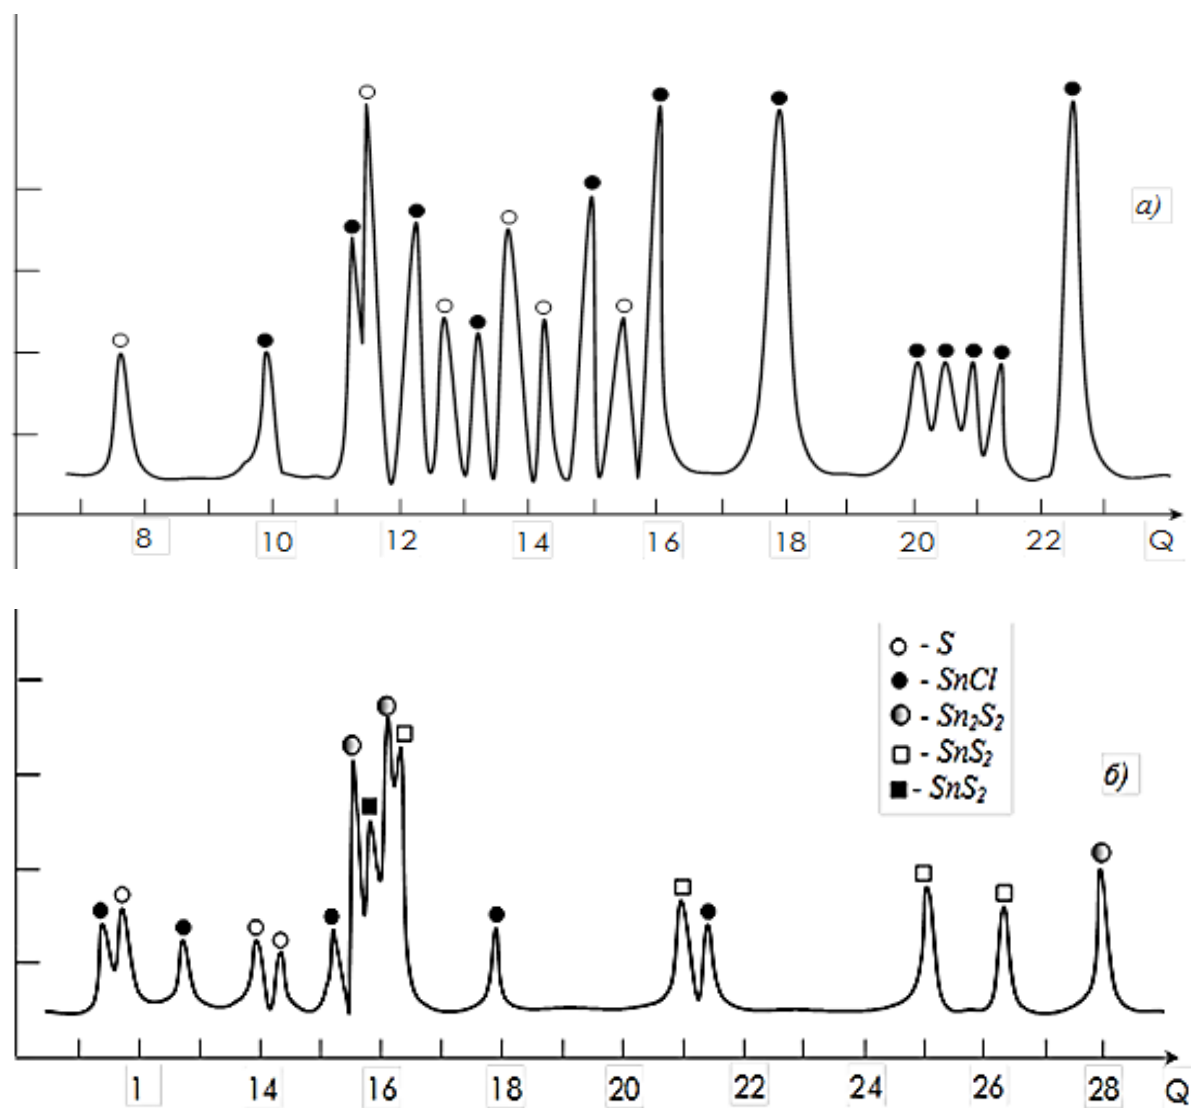 а)
8 10 12 14 16 18 20 22 Q
- S
- SnCl
- Sn₂S₂
- SnS₂
- SnS₂
б)
1 14 16 18 20 22 24 26 28 Q